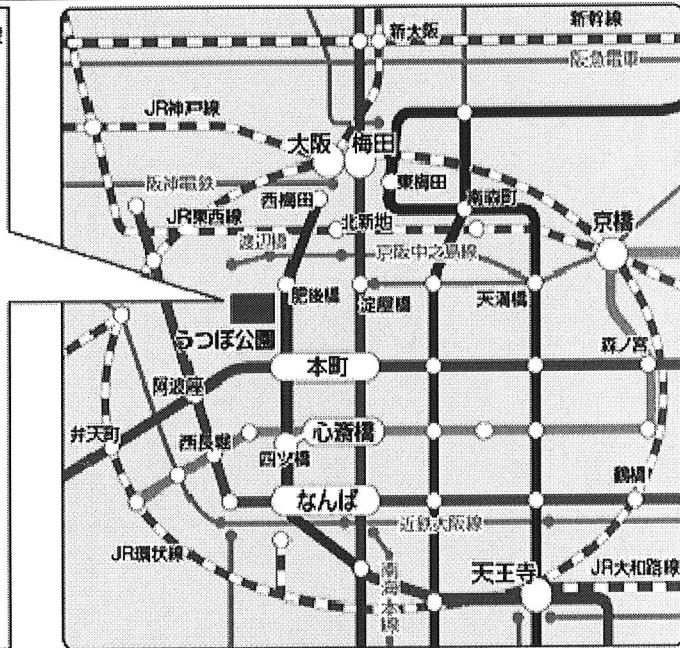 線
新大阪
新幹線
阪急電車
JR神戸線
大阪
梅田
阪神電鉄
西梅田
東梅田
南森町
JR東西線
北新地
京橋
渡辺橋
京阪中之島線
肥後橋
淀屋橋
天満橋
うつぼ公園
森ノ宮
本町
阿波座
弁天町
西長堀
心斎橋
四ツ橋
鶴橋
なんば
近鉄大阪線
JR環状線
南海本線
天王寺
JR大和路線